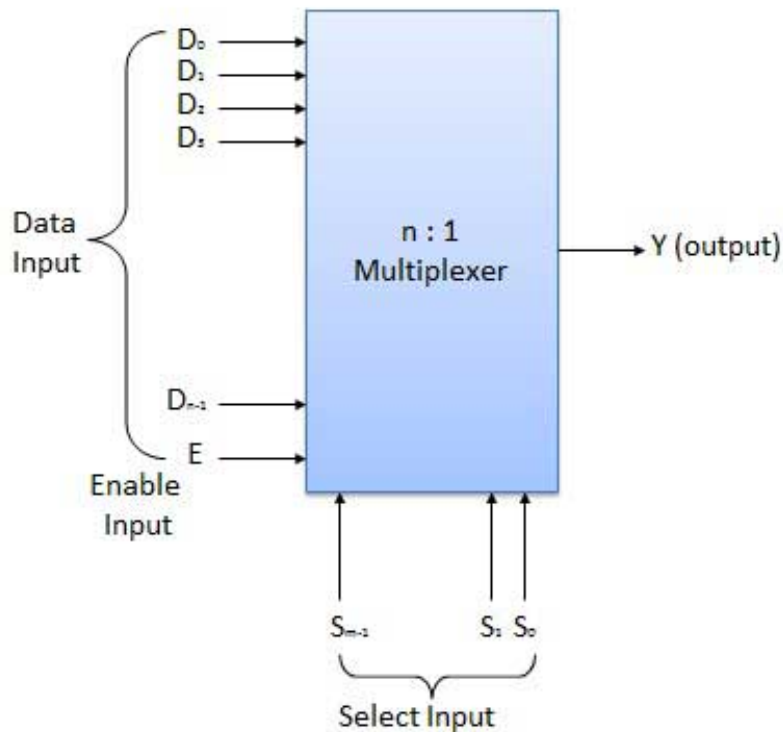 D₀
D₁
D₂
D₃
Data
Input
n : 1
Multiplexer
Y (output)
Dₙ₋₁
E
Enable
Input
Sₘ₋₁
S₁ S₀
Select Input